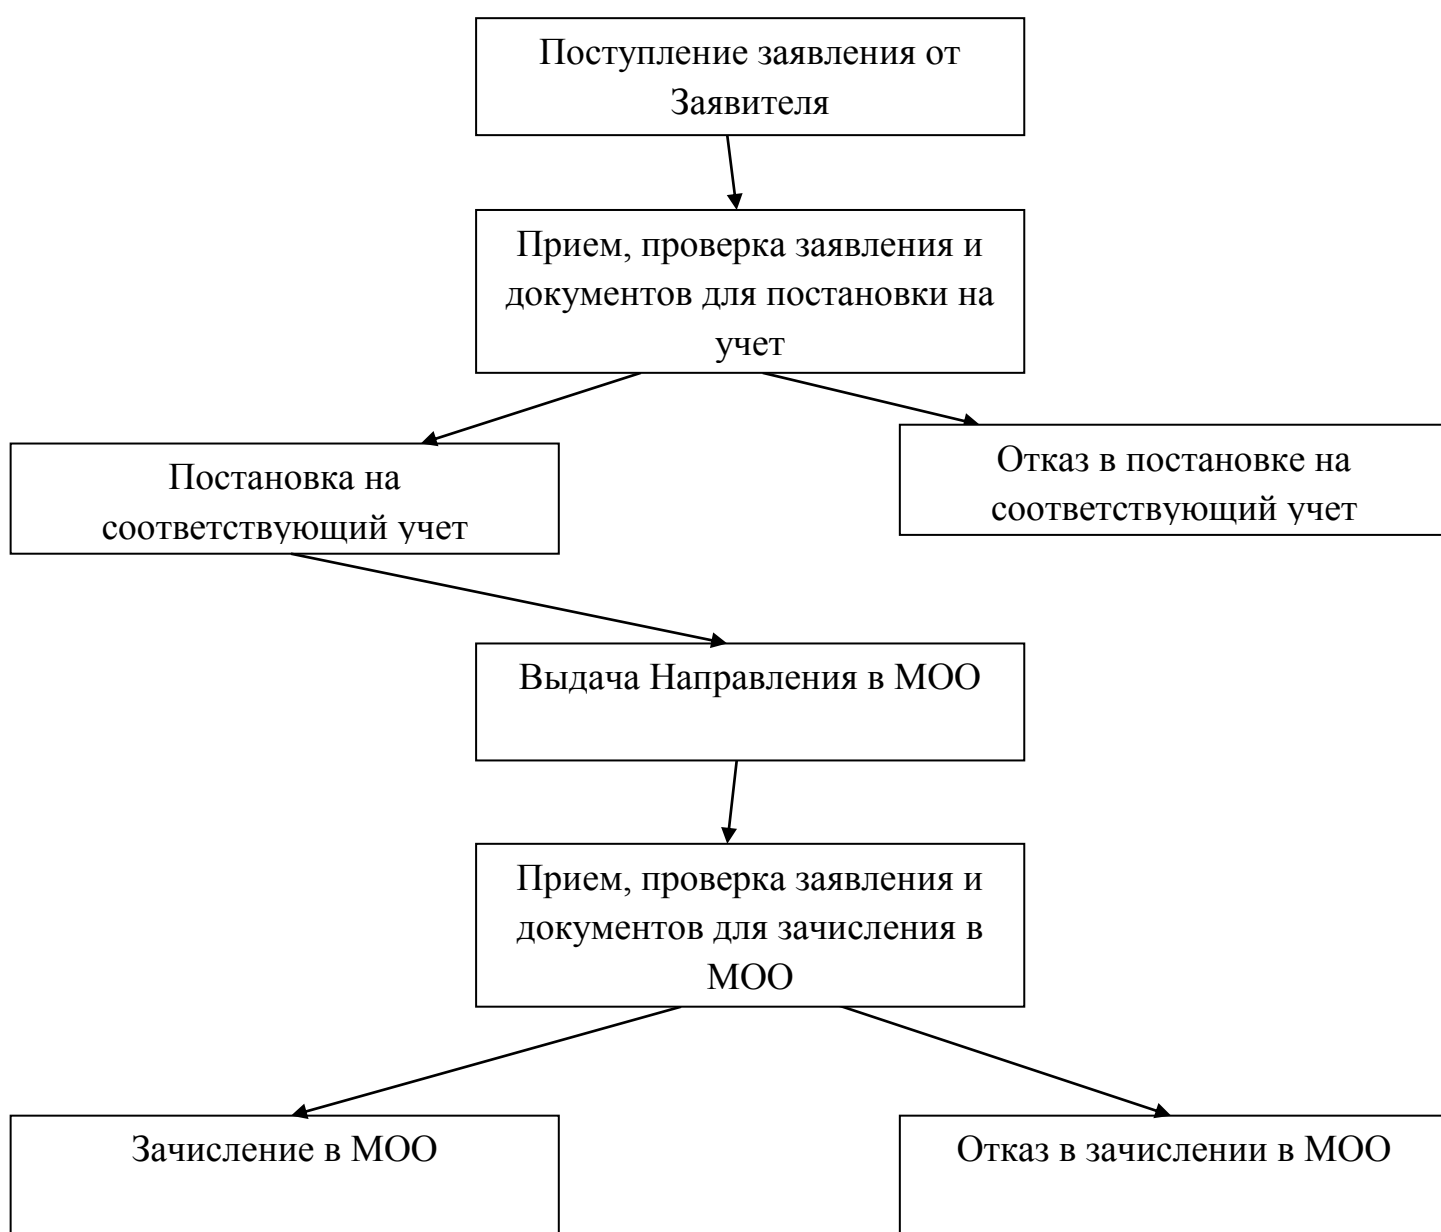 Поступление заявления от
Заявителя
Прием, проверка заявления и
документов для постановки на
учет
Постановка на
соответствующий учет
Отказ в постановке на
соответствующий учет
Выдача Направления в МОО
Прием, проверка заявления и
документов для зачисления в
МОО
Зачисление в МОО
Отказ в зачислении в МОО